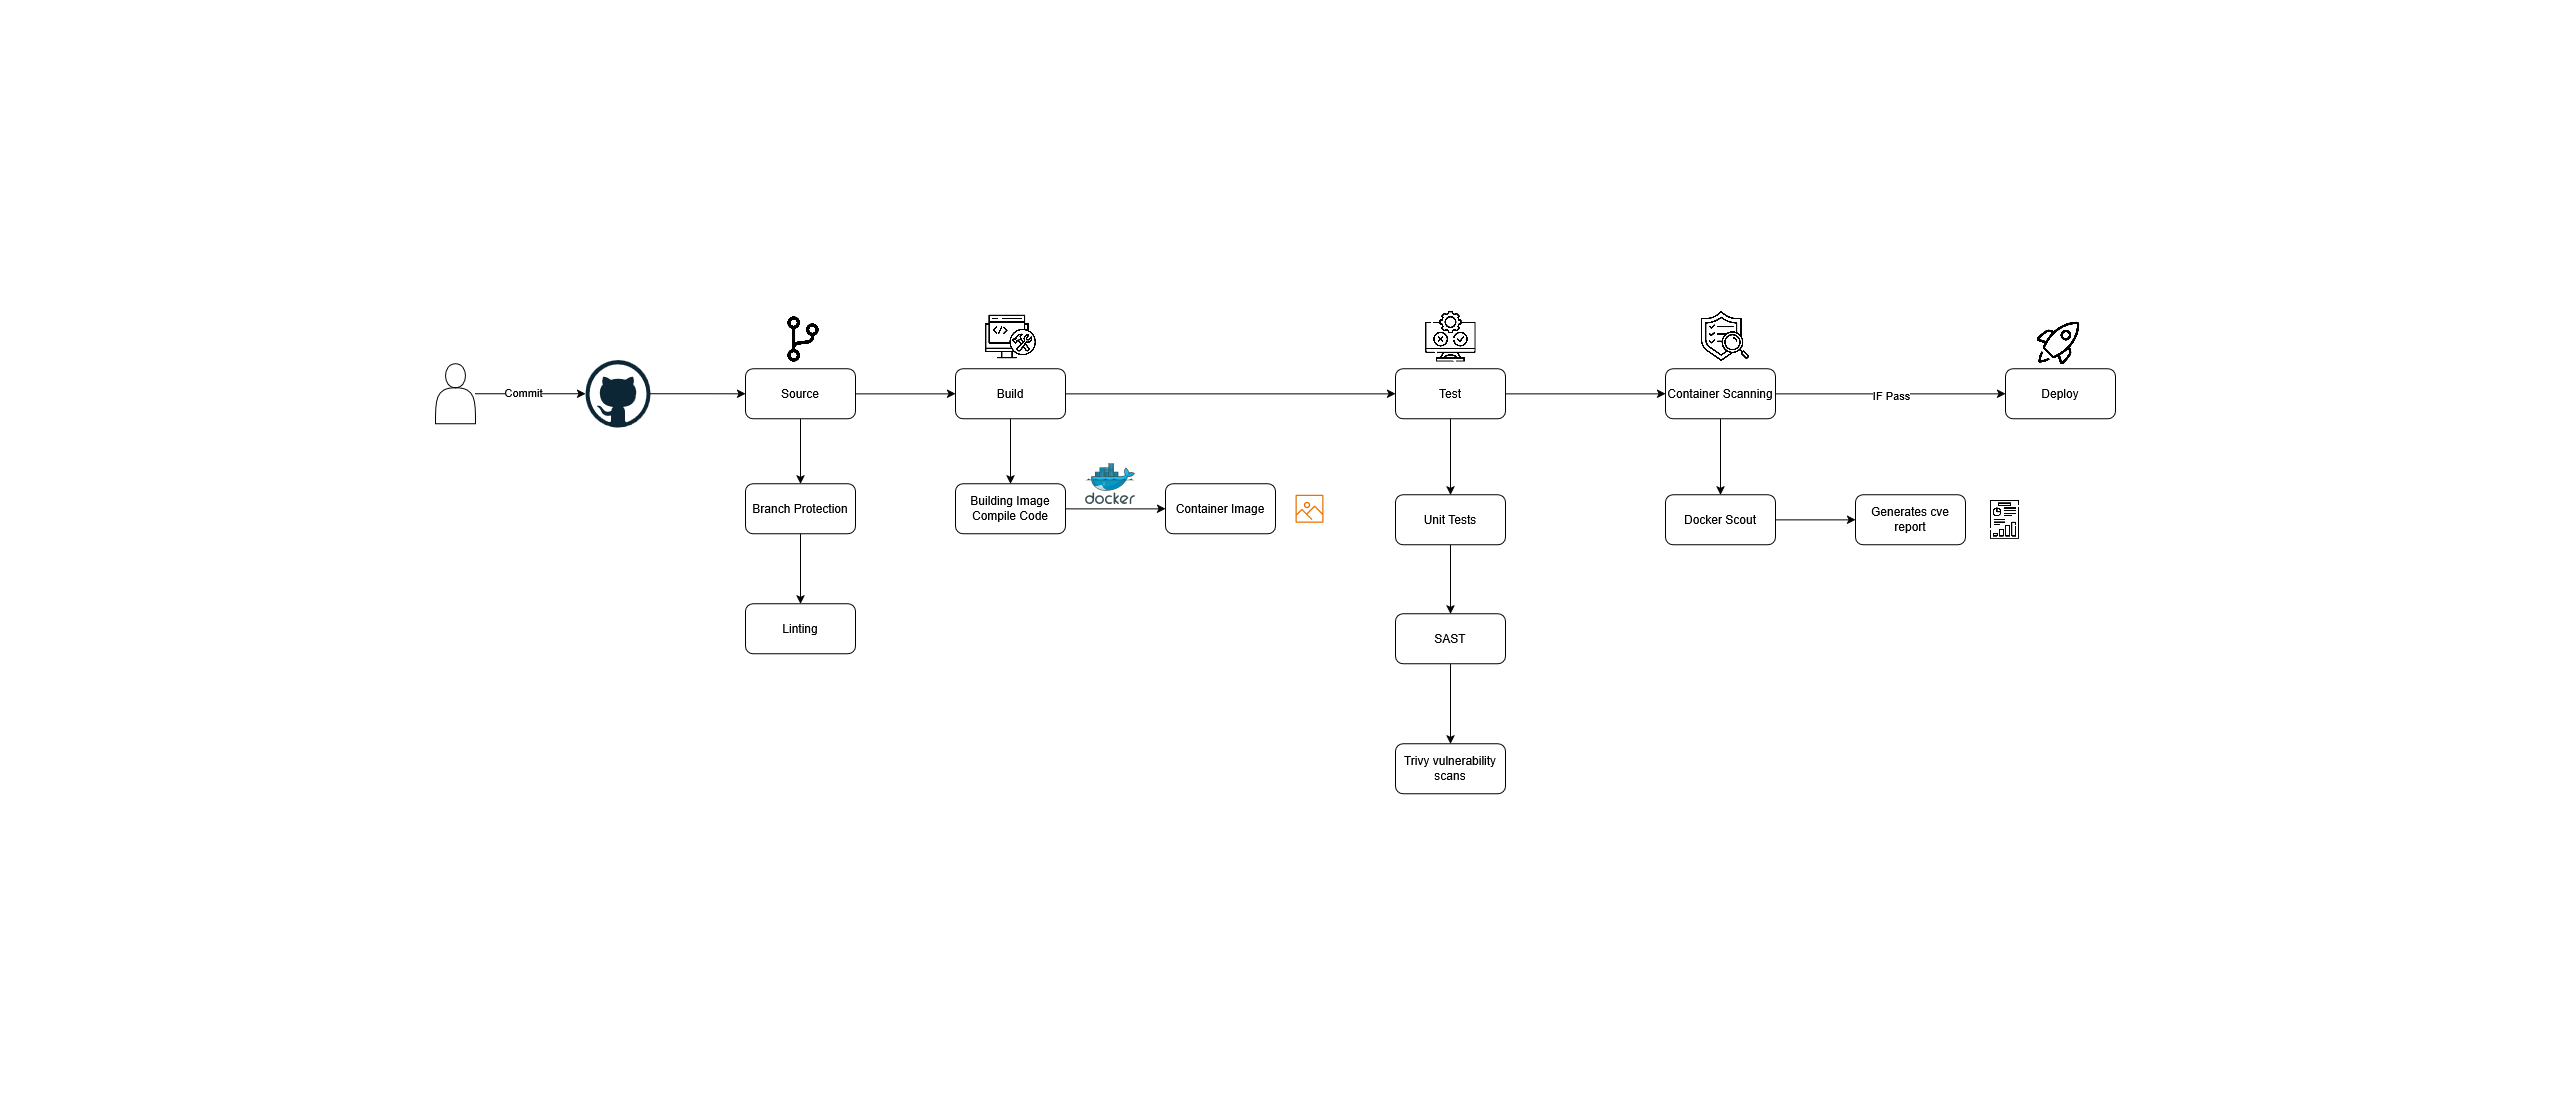 Commit
Source
Build
Test
Container Scanning
IF Pass
Deploy
Branch Protection
Building Image
Compile Code
docker
Container Image
Unit Tests
Docker Scout
Generates cve
report
Linting
SAST
Trivy vulnerability
scans